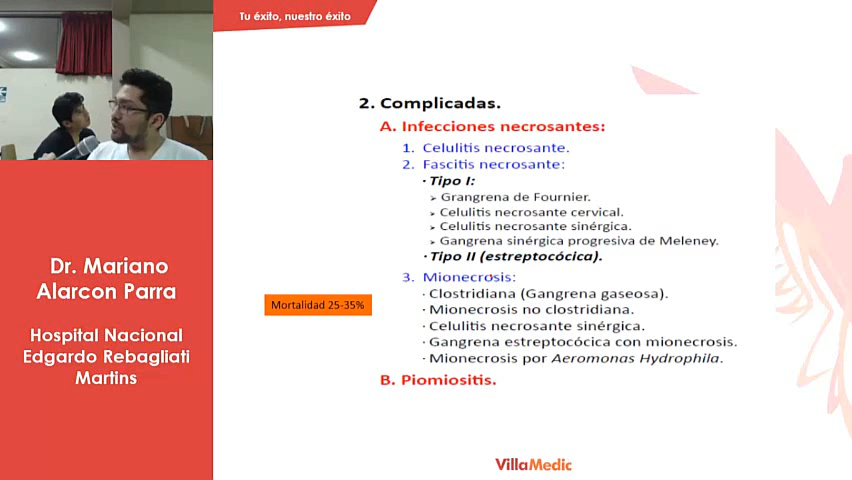 Tu éxito, nuestro éxito
2. Complicadas.
A. Infecciones necrosantes:
1. Celulitis necrosante.
2. Fascitis necrosante:
· Tipo I:
➢ Grangrena de Fournier.
➢ Celulitis necrosante cervical.
➢ Celulitis necrosante sinérgica.
➢ Gangrena sinérgica progresiva de Meleney.
· Tipo II (estreptocócica).
3. Mionecrosis:
· Clostridiana (Gangrena gaseosa).
· Mionecrosis no clostridiana.
· Celulitis necrosante sinérgica.
· Gangrena estreptocócica con mionecrosis.
· Mionecrosis por Aeromonas Hydrophila.
B. Piomiositis.
Mortalidad 25-35%
Dr. Mariano
Alarcon Parra
Hospital Nacional
Edgardo Rebagliati
Martins
VillaMedic